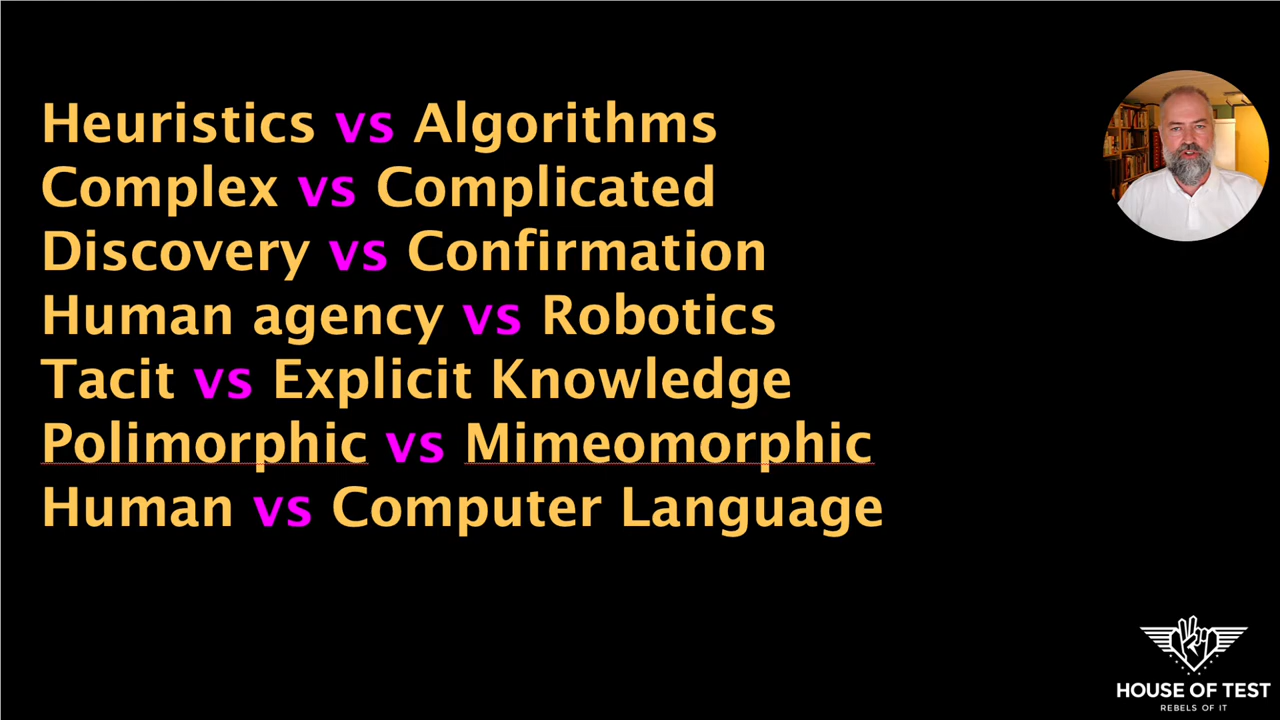 Heuristics vs Algorithms
Complex vs Complicated
Discovery vs Confirmation
Human agency vs Robotics
Tacit vs Explicit Knowledge
Polimorphic vs Mimeomorphic
Human vs Computer Language
HOUSE OF TEST
REBELS OF IT